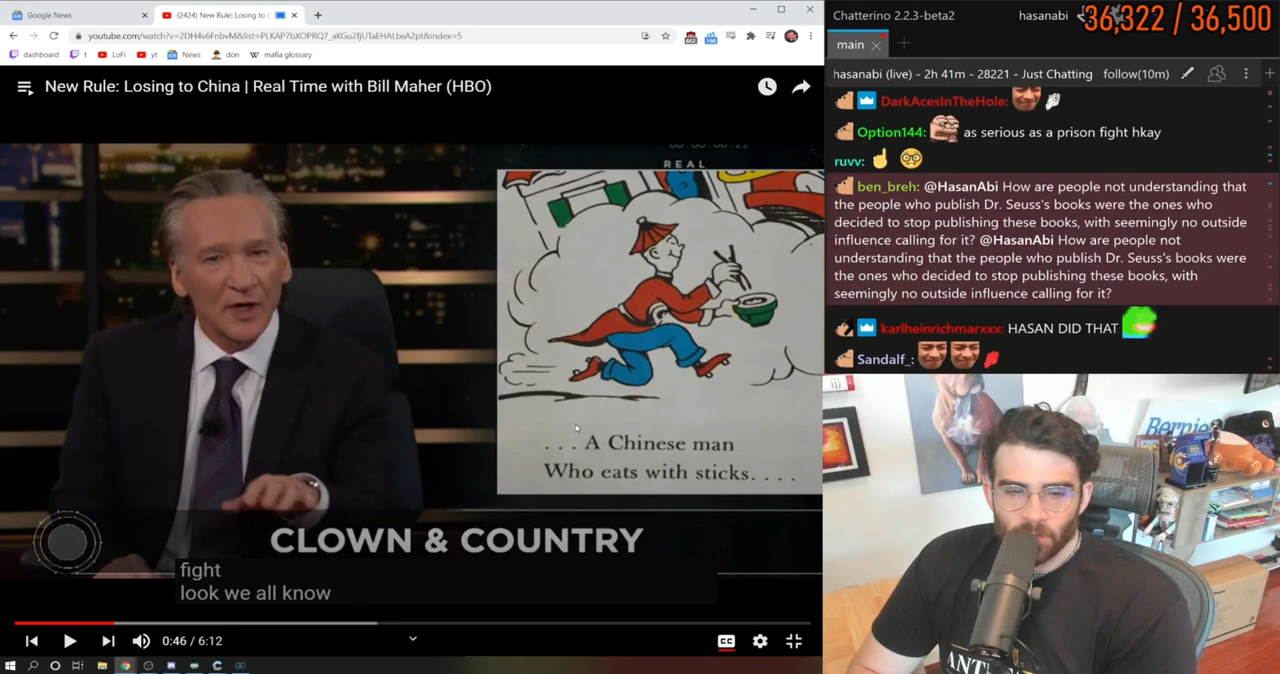 Google News
(2424) New Rule: Losing to C
youtube.com/watch?v=2DH4v6FnbvM&list=PLKAP7bXOPRQ7_aKGu2fjUTaEHALbsA2pt&index=5
dashboard
t
LoFi
yt
News
don
mafia glossary
New Rule: Losing to China | Real Time with Bill Maher (HBO)
REAL
. . . A Chinese man
Who eats with sticks. . . .
CLOWN & COUNTRY
fight
look we all know
0:46 / 6:12
CC
Chatterino 2.2.3-beta2
hasanabi
36,322 / 36,500
main
hasanabi (live) - 2h 41m - 28221 - Just Chatting
follow(10m)
DarkAcesInTheHole:
Option144: as serious as a prison fight hkay
ruvv:
ben_breh: @HasanAbi How are people not understanding that
the people who publish Dr. Seuss's books were the ones who
decided to stop publishing these books, with seemingly no outside
influence calling for it? @HasanAbi How are people not
understanding that the people who publish Dr. Seuss's books were
the ones who decided to stop publishing these books, with
seemingly no outside influence calling for it?
karlheinrichmarxxx: HASAN DID THAT
Sandalf_:
Bernie
ANT